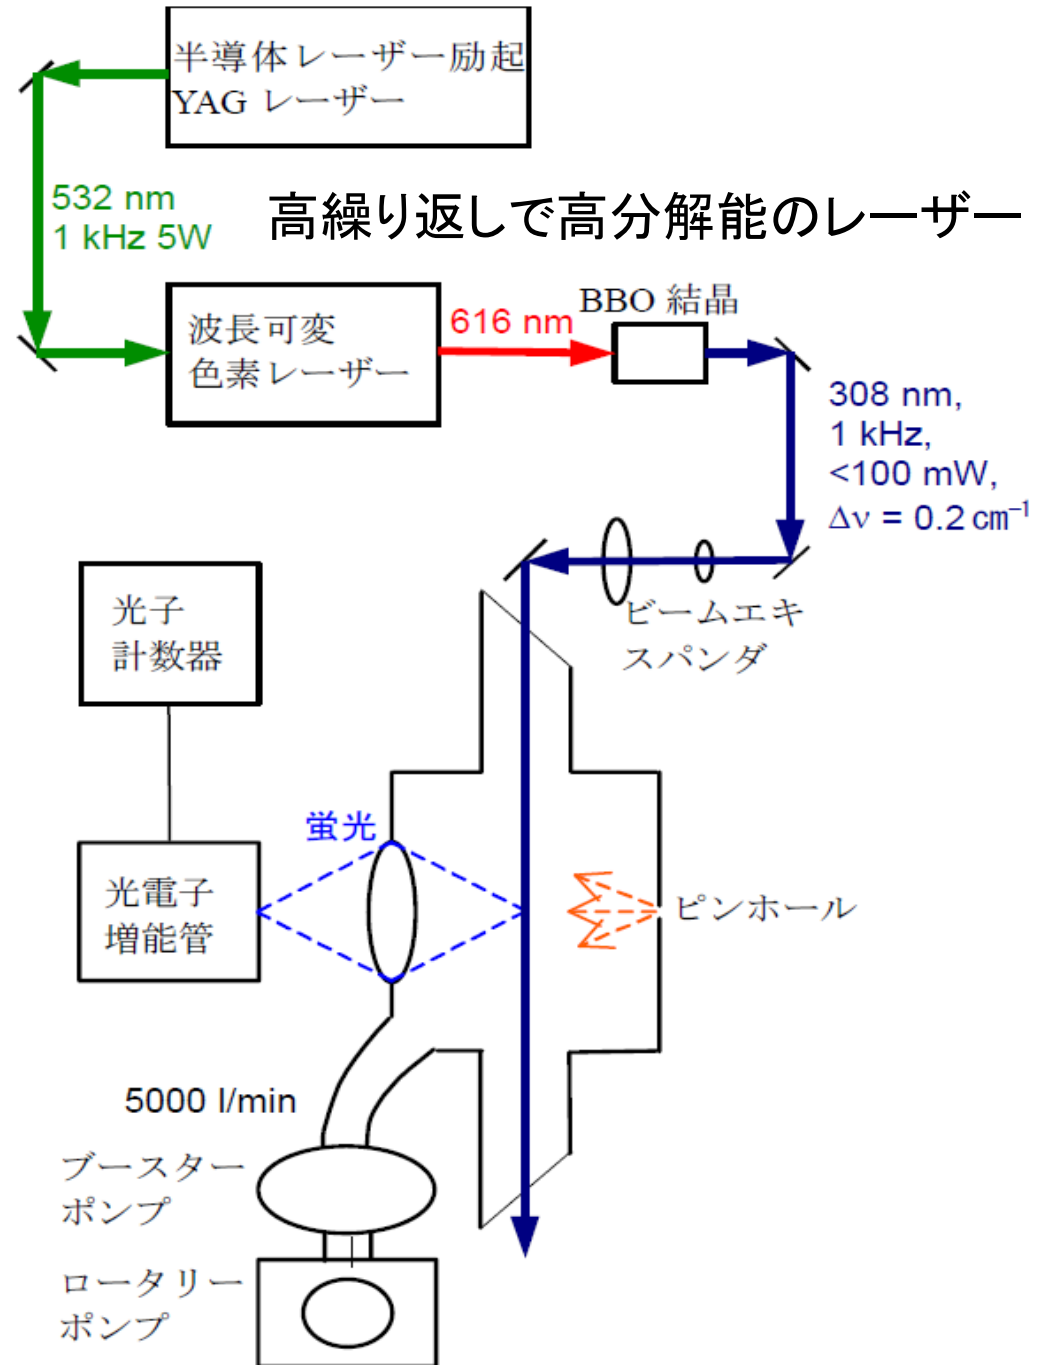 半導体レーザー励起
YAG レーザー
532 nm
1 kHz 5W
高繰り返しで高分解能のレーザー
波長可変
色素レーザー
616 nm
BBO 結晶
308 nm,
1 kHz,
<100 mW,
Δν = 0.2 cm⁻¹
ビームエキ
スパンダ
光子
計数器
蛍光
光電子
増能管
ピンホール
5000 l/min
ブースター
ポンプ
ロータリー
ポンプ